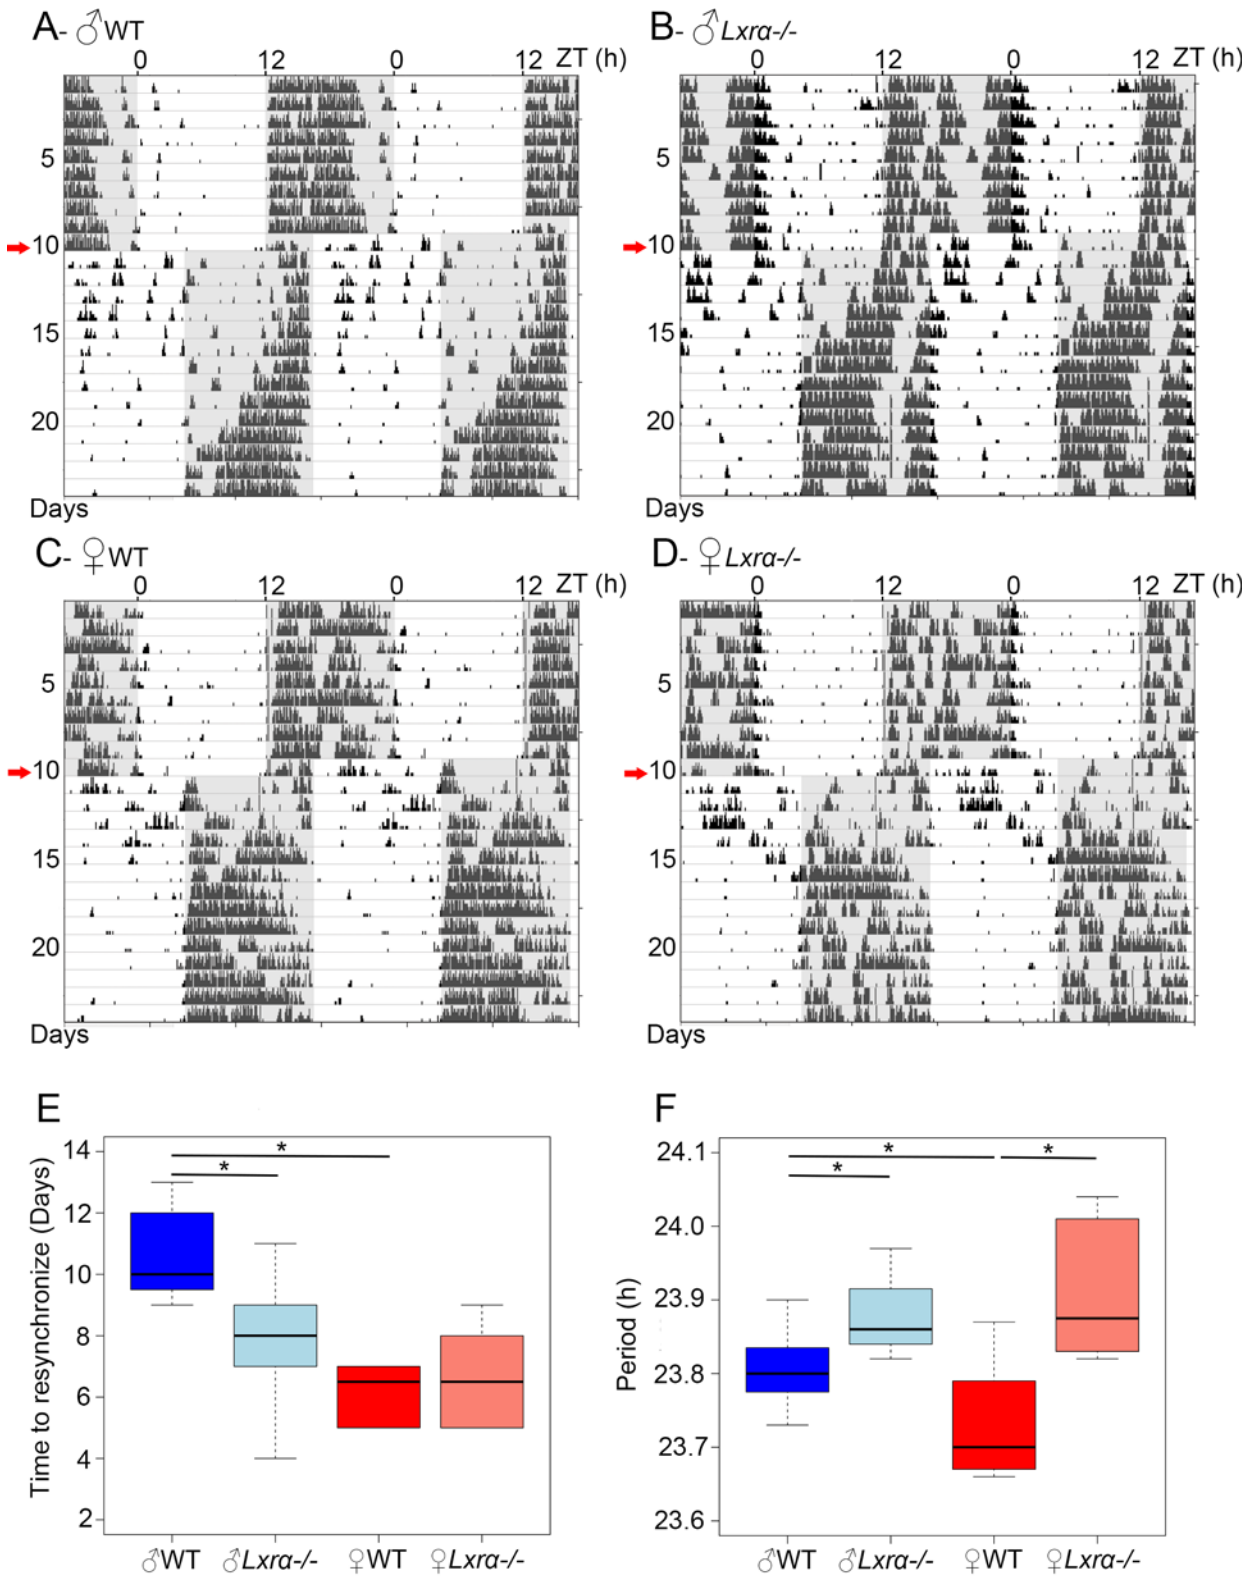 A- ♂WT
0 12 0 12 ZT (h)
5
10
15
20
Days
B- ♂Lxrα-/-
0 12 0 12 ZT (h)
5
10
15
20
Days
C- ♀WT
0 12 0 12 ZT (h)
5
10
15
20
Days
D- ♀Lxrα-/-
0 12 0 12 ZT (h)
5
10
15
20
Days
E
Time to resynchronize (Days)
14
12
10
8
6
4
2
*
*
♂WT ♂Lxrα-/- ♀WT ♀Lxrα-/-
F
Period (h)
24.1
24.0
23.9
23.8
23.7
23.6
* *
*
♂WT ♂Lxrα-/- ♀WT ♀Lxrα-/-